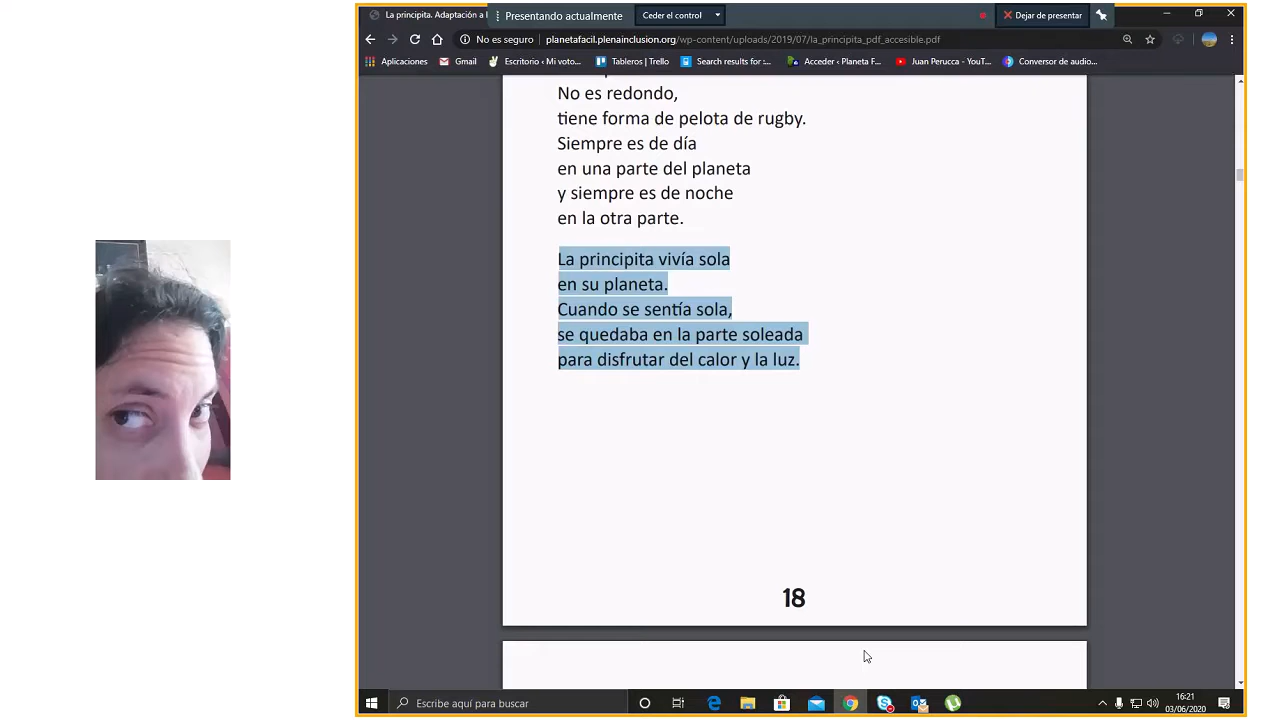 La principita. Adaptación a l
Presentando actualmente
Ceder el control
Dejar de presentar
No es seguro
planetafacil.plenainclusion.org/wp-content/uploads/2019/07/la_principita_pdf_accesible.pdf
Aplicaciones
Gmail
Escritorio ‹ Mi voto...
Tableros | Trello
Search results for :...
Acceder ‹ Planeta F...
Juan Perucca - YouT...
Conversor de audio...
No es redondo,
tiene forma de pelota de rugby.
Siempre es de día
en una parte del planeta
y siempre es de noche
en la otra parte.
La principita vivía sola
en su planeta.
Cuando se sentía sola,
se quedaba en la parte soleada
para disfrutar del calor y la luz.
18
Escribe aquí para buscar
16:21
03/06/2020